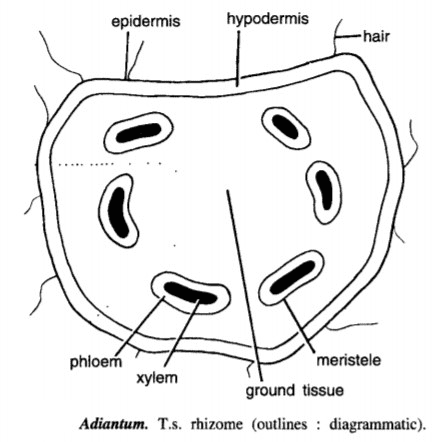 epidermis
hypodermis
hair
phloem
xylem
meristele
ground tissue
Adiantum. T.s. rhizome (outlines : diagrammatic).